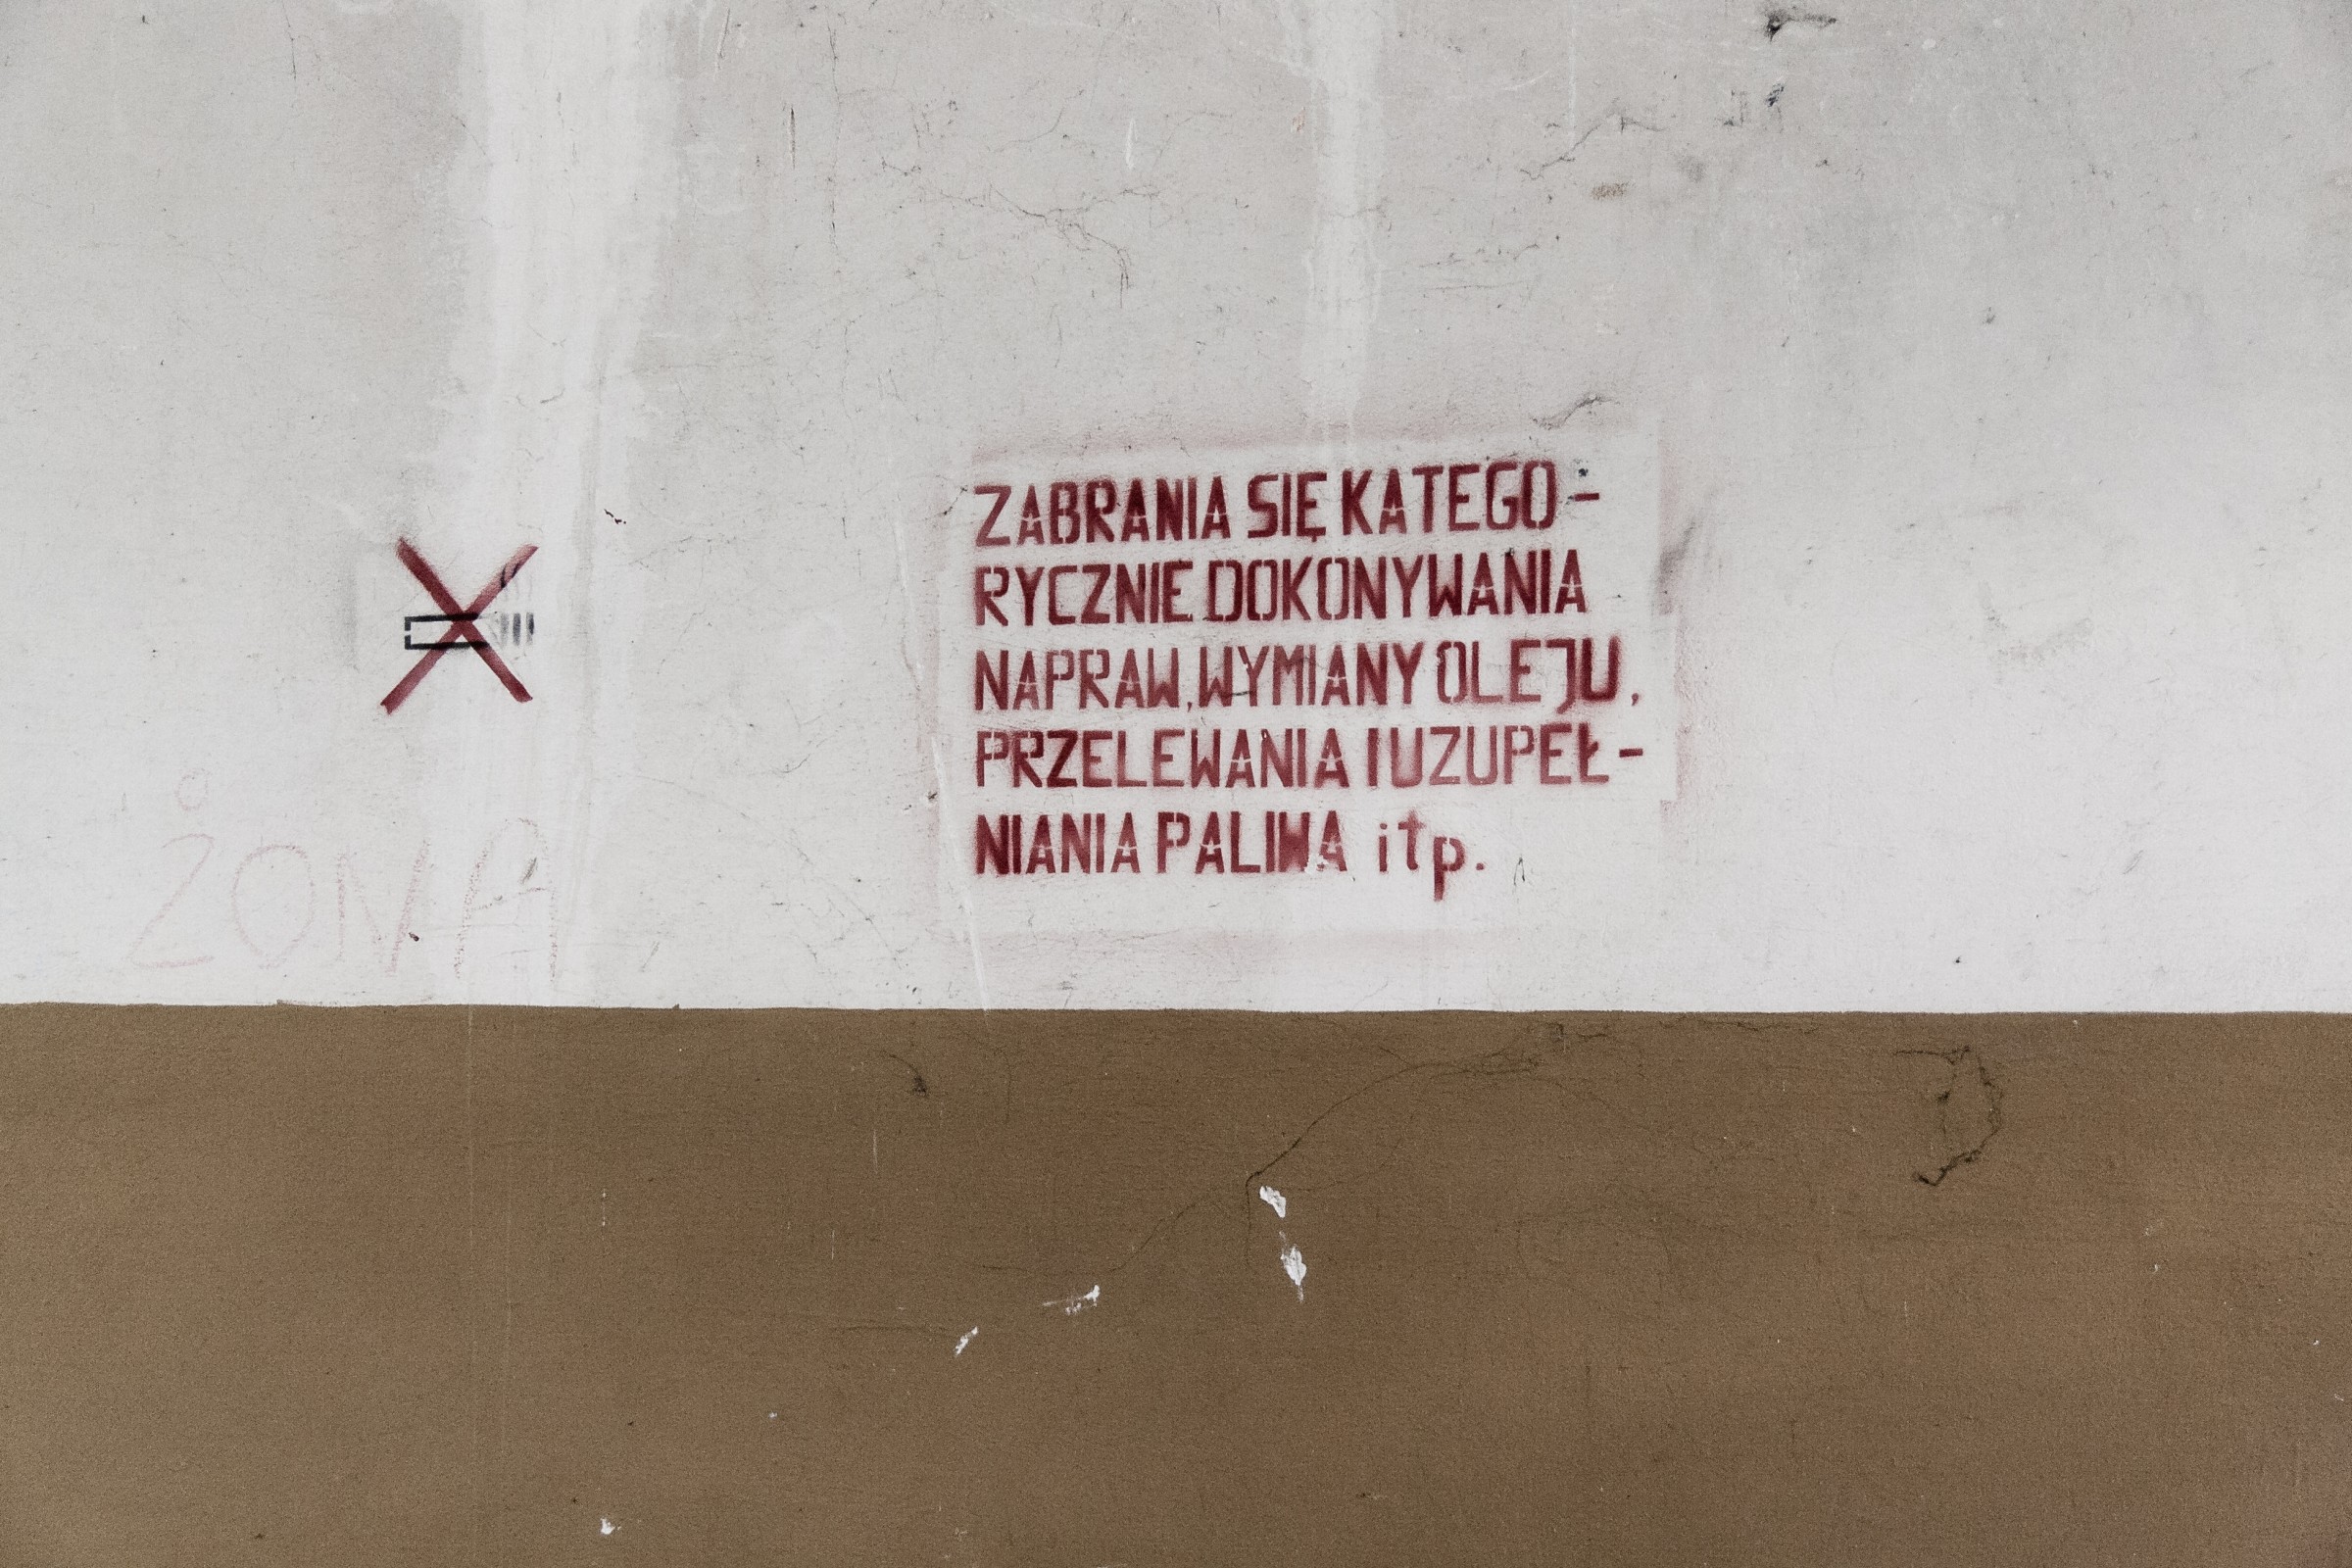 ZABRANIA SIĘ KATEGO-
RYCZNIE DOKONYWANIA
NAPRAW, WYMIANY OLEJU,
PRZELEWANIA I UZUPEŁ-
NIANIA PALIWA itp.
ŻONA